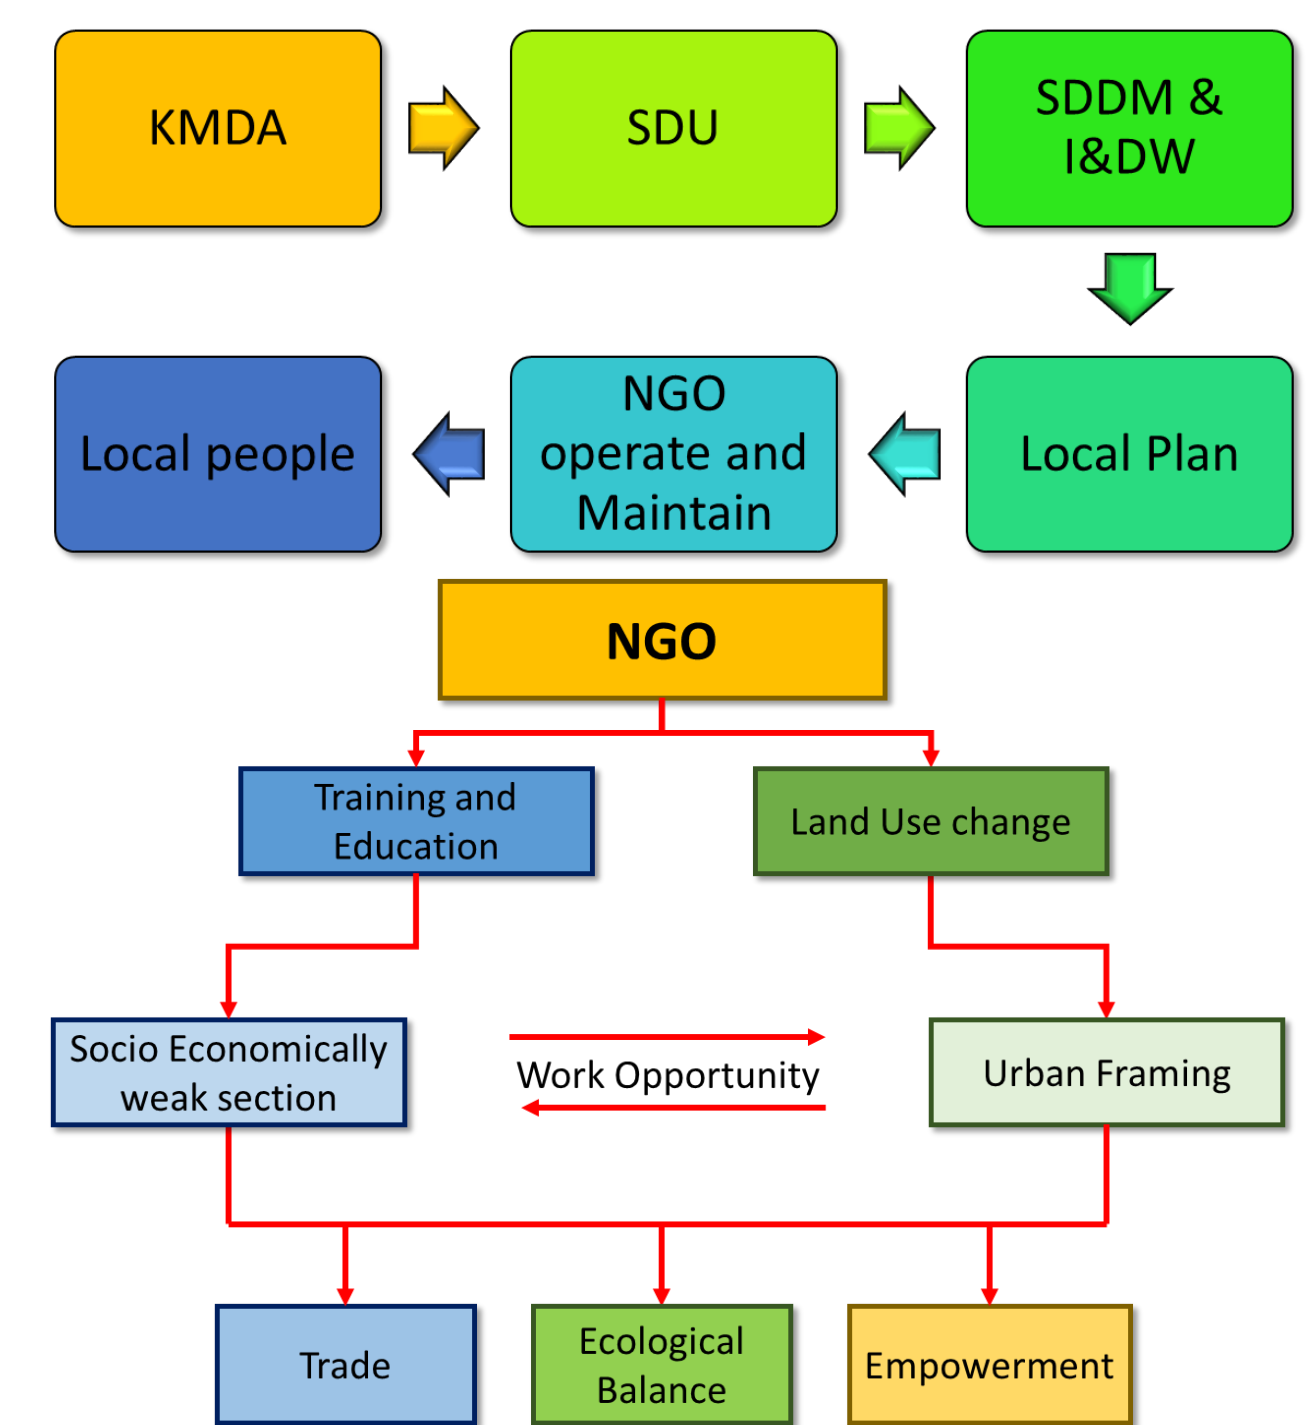 KMDA
SDU
SDDM &
I&DW
Local people
NGO
operate and
Maintain
Local Plan
NGO
Training and
Education
Land Use change
Socio Economically
weak section
Work Opportunity
Urban Framing
Trade
Ecological
Balance
Empowerment